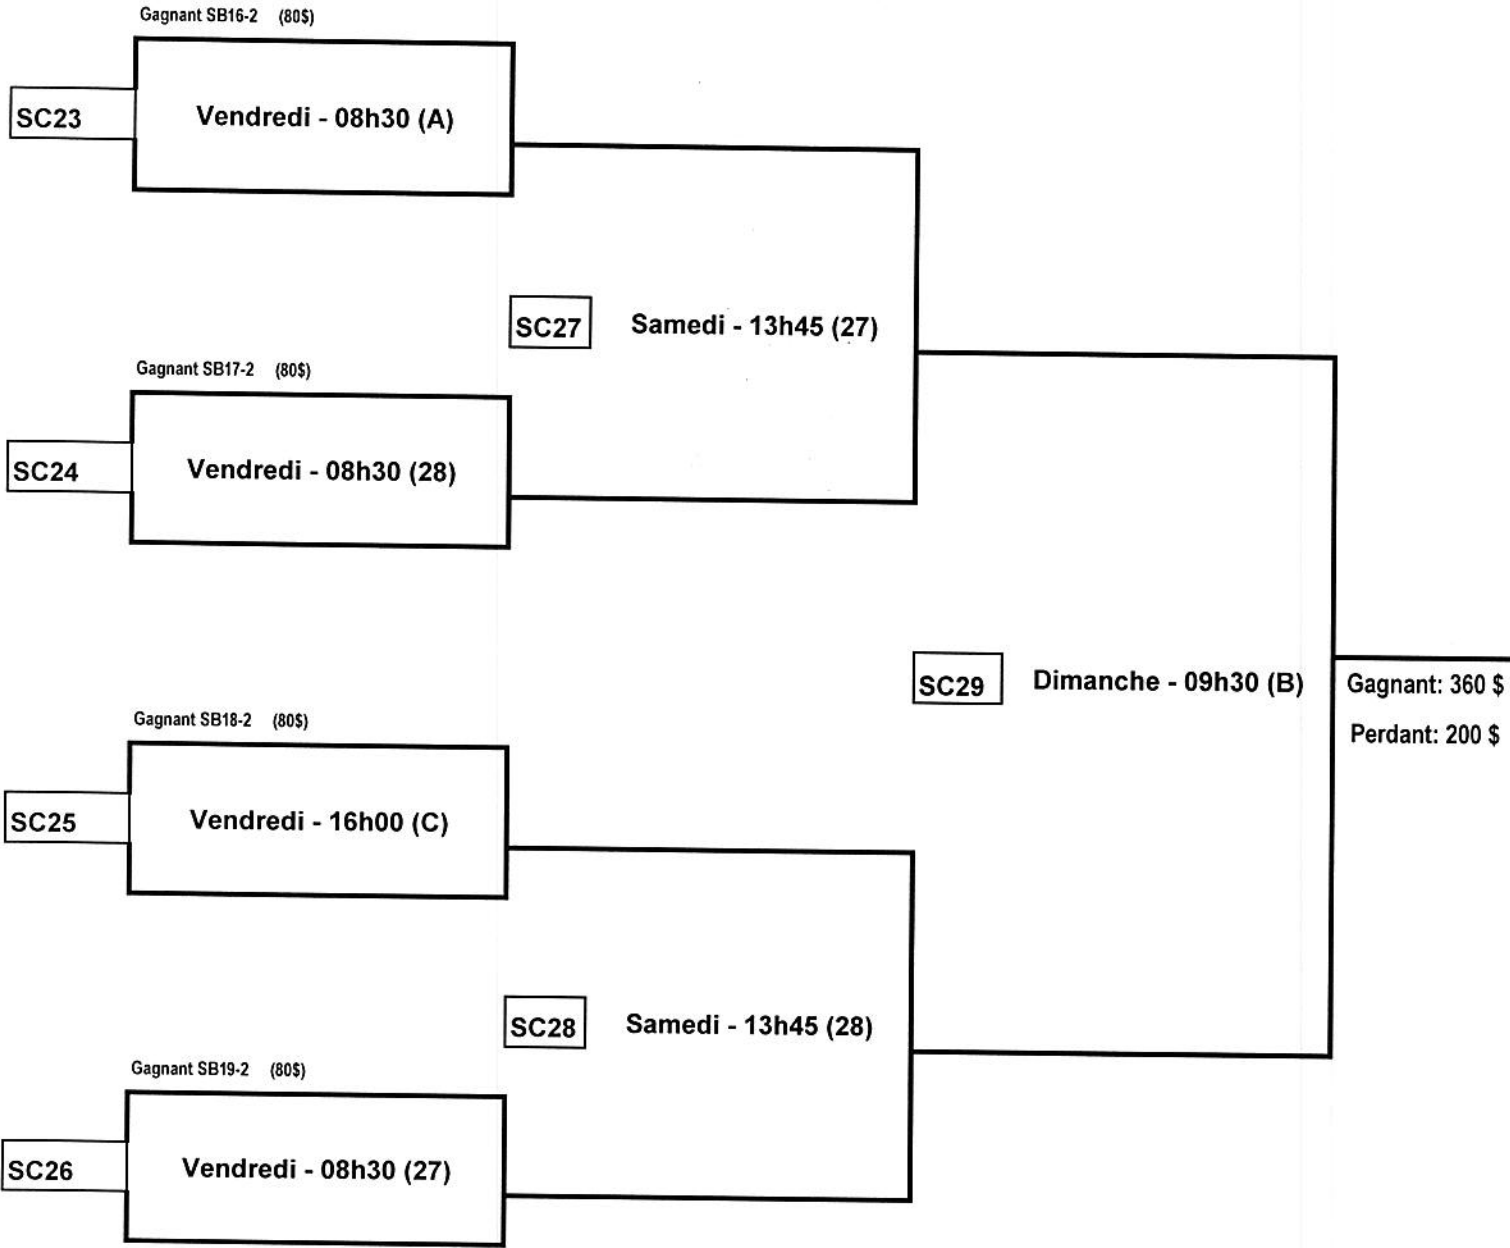 Gagnant SB16-2 (80$)
SC23
Vendredi - 08h30 (A)
SC27
Samedi - 13h45 (27)
Gagnant SB17-2 (80$)
SC24
Vendredi - 08h30 (28)
SC29
Dimanche - 09h30 (B)
Gagnant: 360 $
Perdant: 200 $
Gagnant SB18-2 (80$)
SC25
Vendredi - 16h00 (C)
SC28
Samedi - 13h45 (28)
Gagnant SB19-2 (80$)
SC26
Vendredi - 08h30 (27)